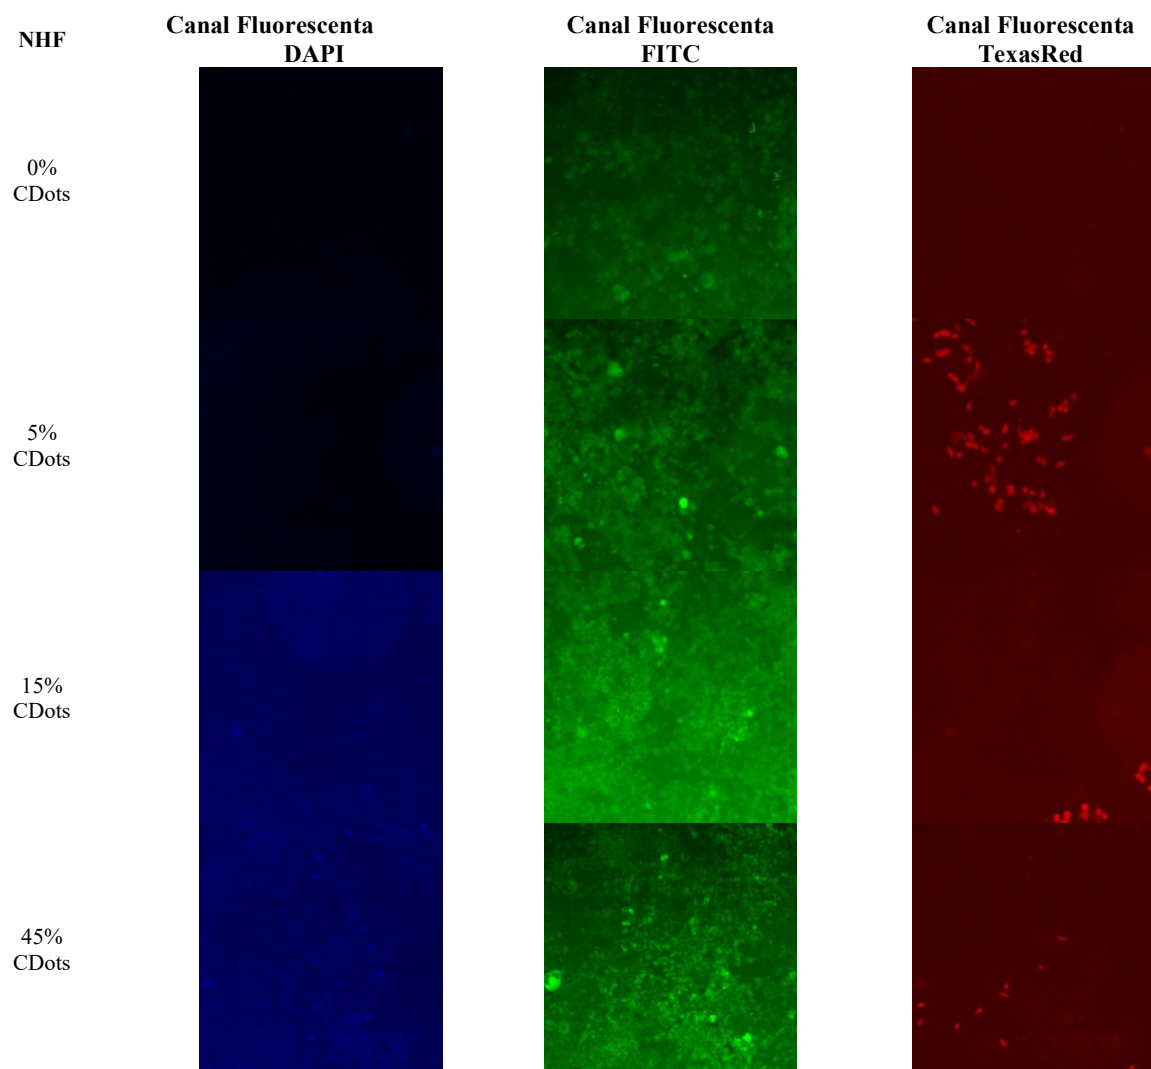 NHF
Canal Fluorescenta
DAPI
Canal Fluorescenta
FITC
Canal Fluorescenta
TexasRed
0%
CDots
5%
CDots
15%
CDots
45%
CDots